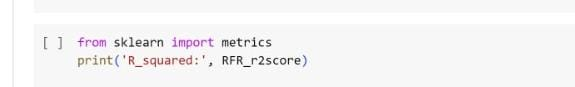 [ ] from sklearn import metrics
print('R_squared:', RFR_r2score)